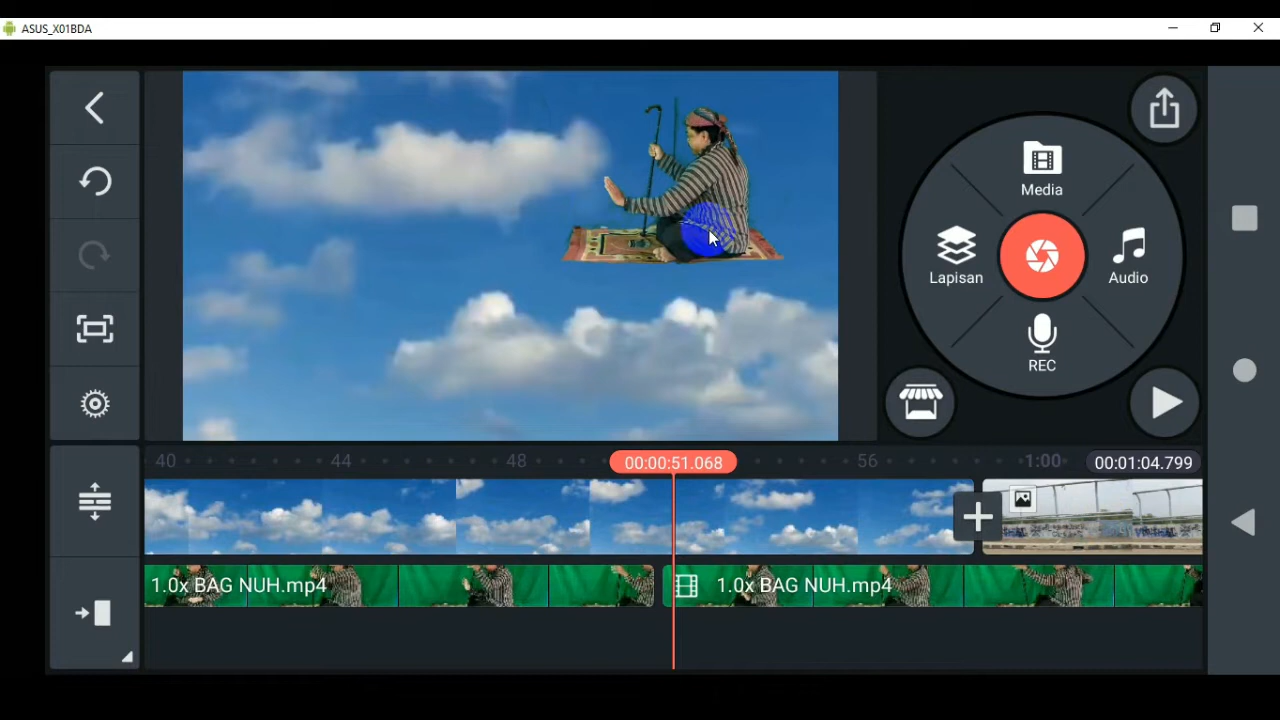 ASUS_X01BDA
Media
Lapisan
Audio
REC
40
44
48
00:00:51.068
56
1:00
00:01:04.799
1.0x BAG NUH.mp4
1.0x BAG NUH.mp4